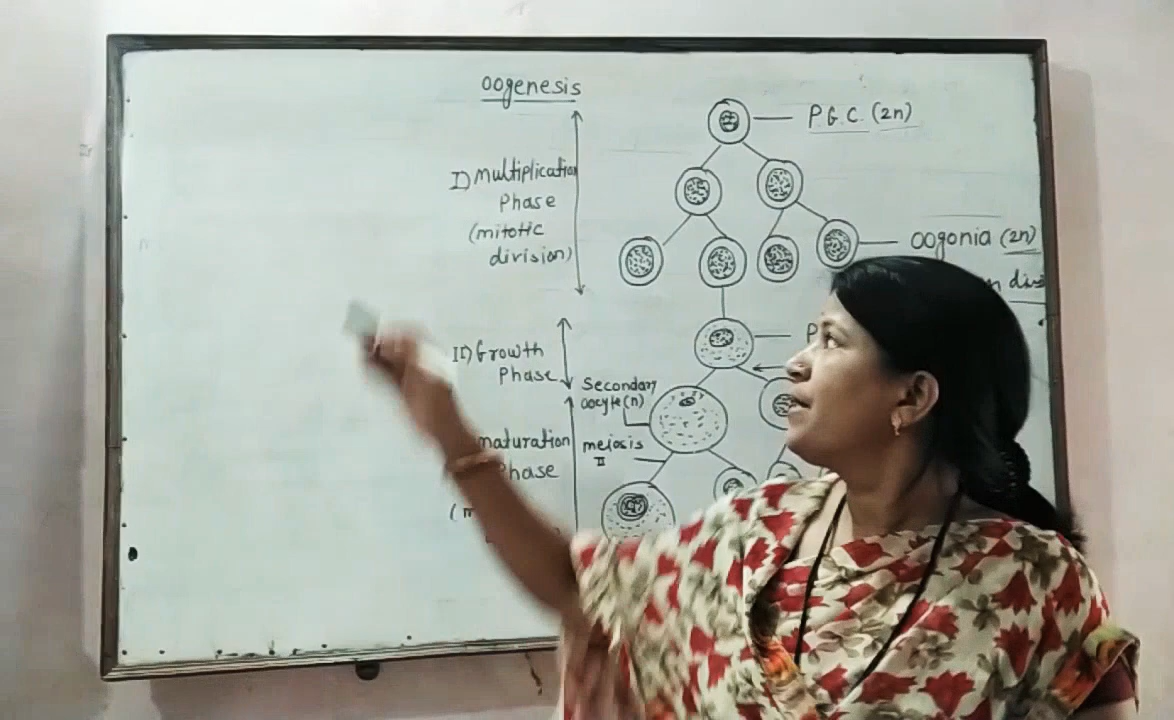 oogenesis
P.G.C. (2n)
I) multiplication
Phase
(mitotic
division)
oogonia (2n)
II) Growth
Phase
Secondary
oocyte(n)
maturation
Phase
meiosis
II